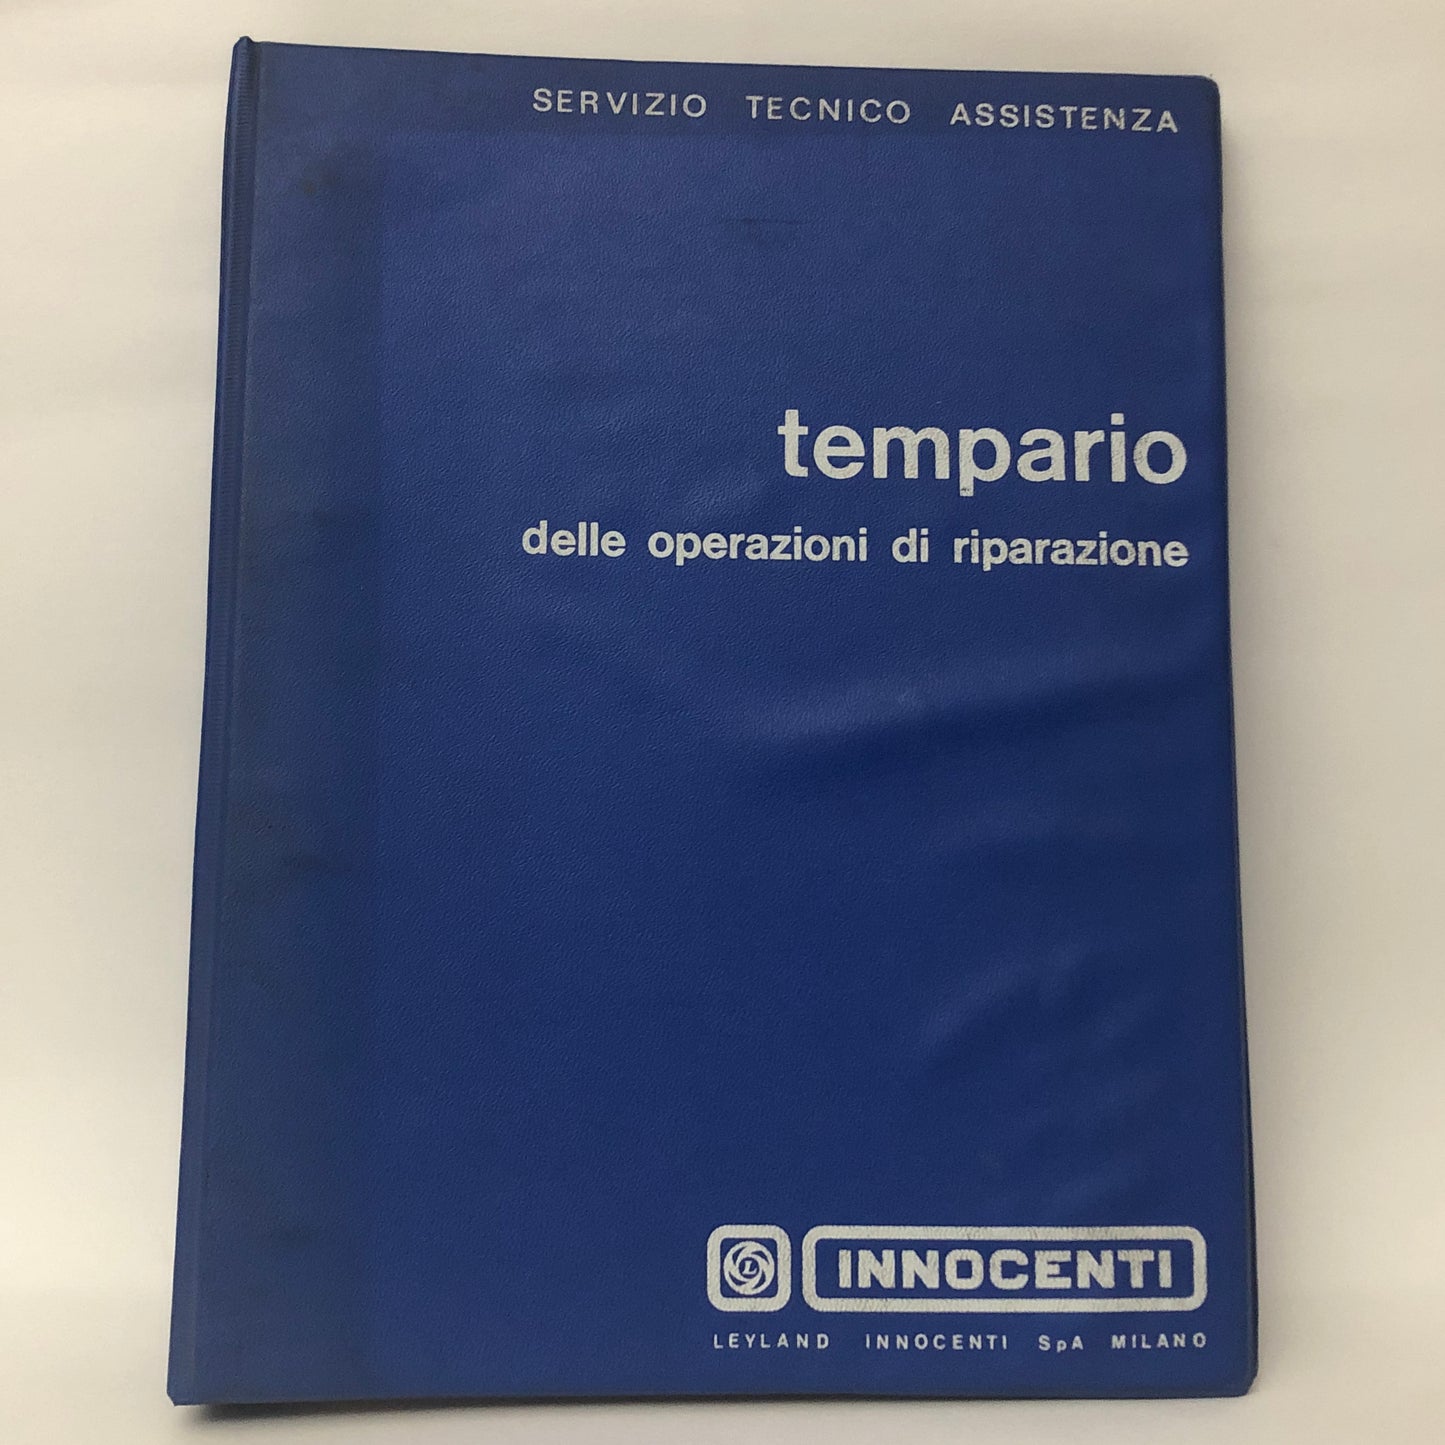 SERVIZIO TECNICO ASSISTENZA
tempario
delle operazioni di riparazione
L INNOCENTI
LEYLAND INNOCENTI SpA MILANO